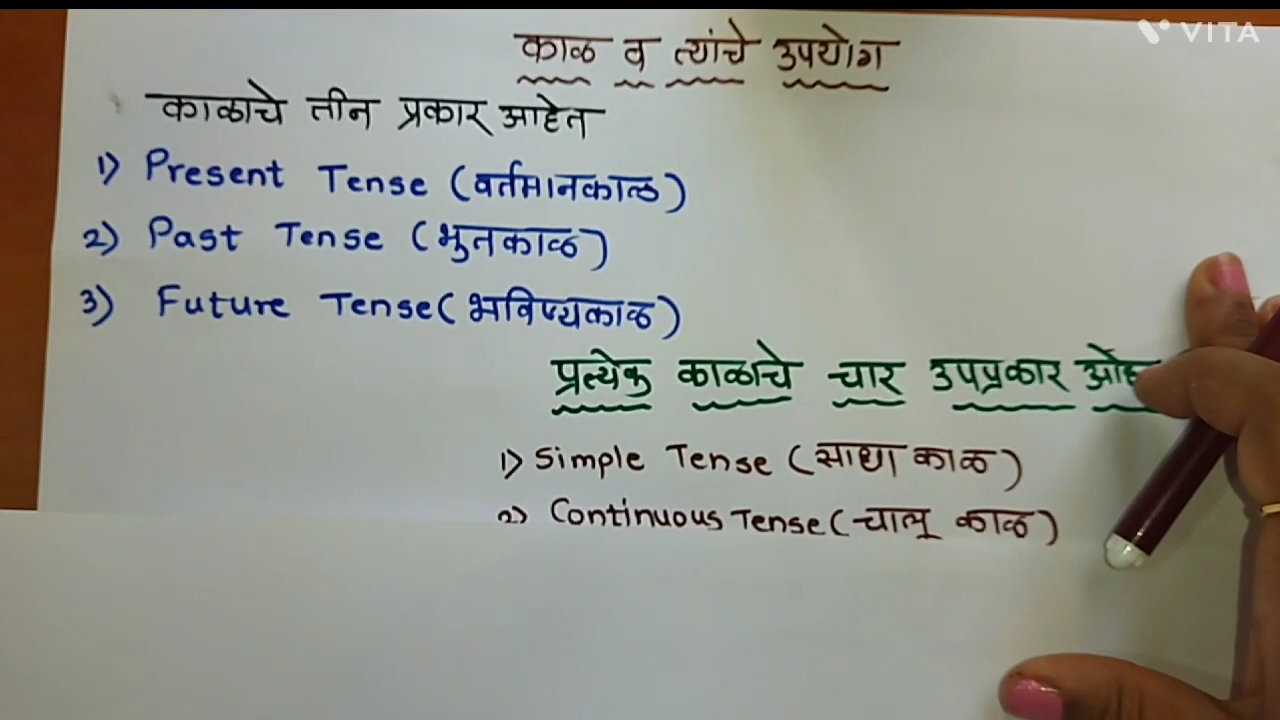 VITA
काळ व त्यांचे उपयोग
काळाचे तीन प्रकार आहेत
1) Present Tense (वर्तमानकाळ)
2) Past Tense (भुतकाळ)
3) Future Tense (भविष्यकाळ)
प्रत्येक काळाचे चार उपप्रकार
1) Simple Tense (साधा काळ)
2) Continuous Tense (चालू काळ)